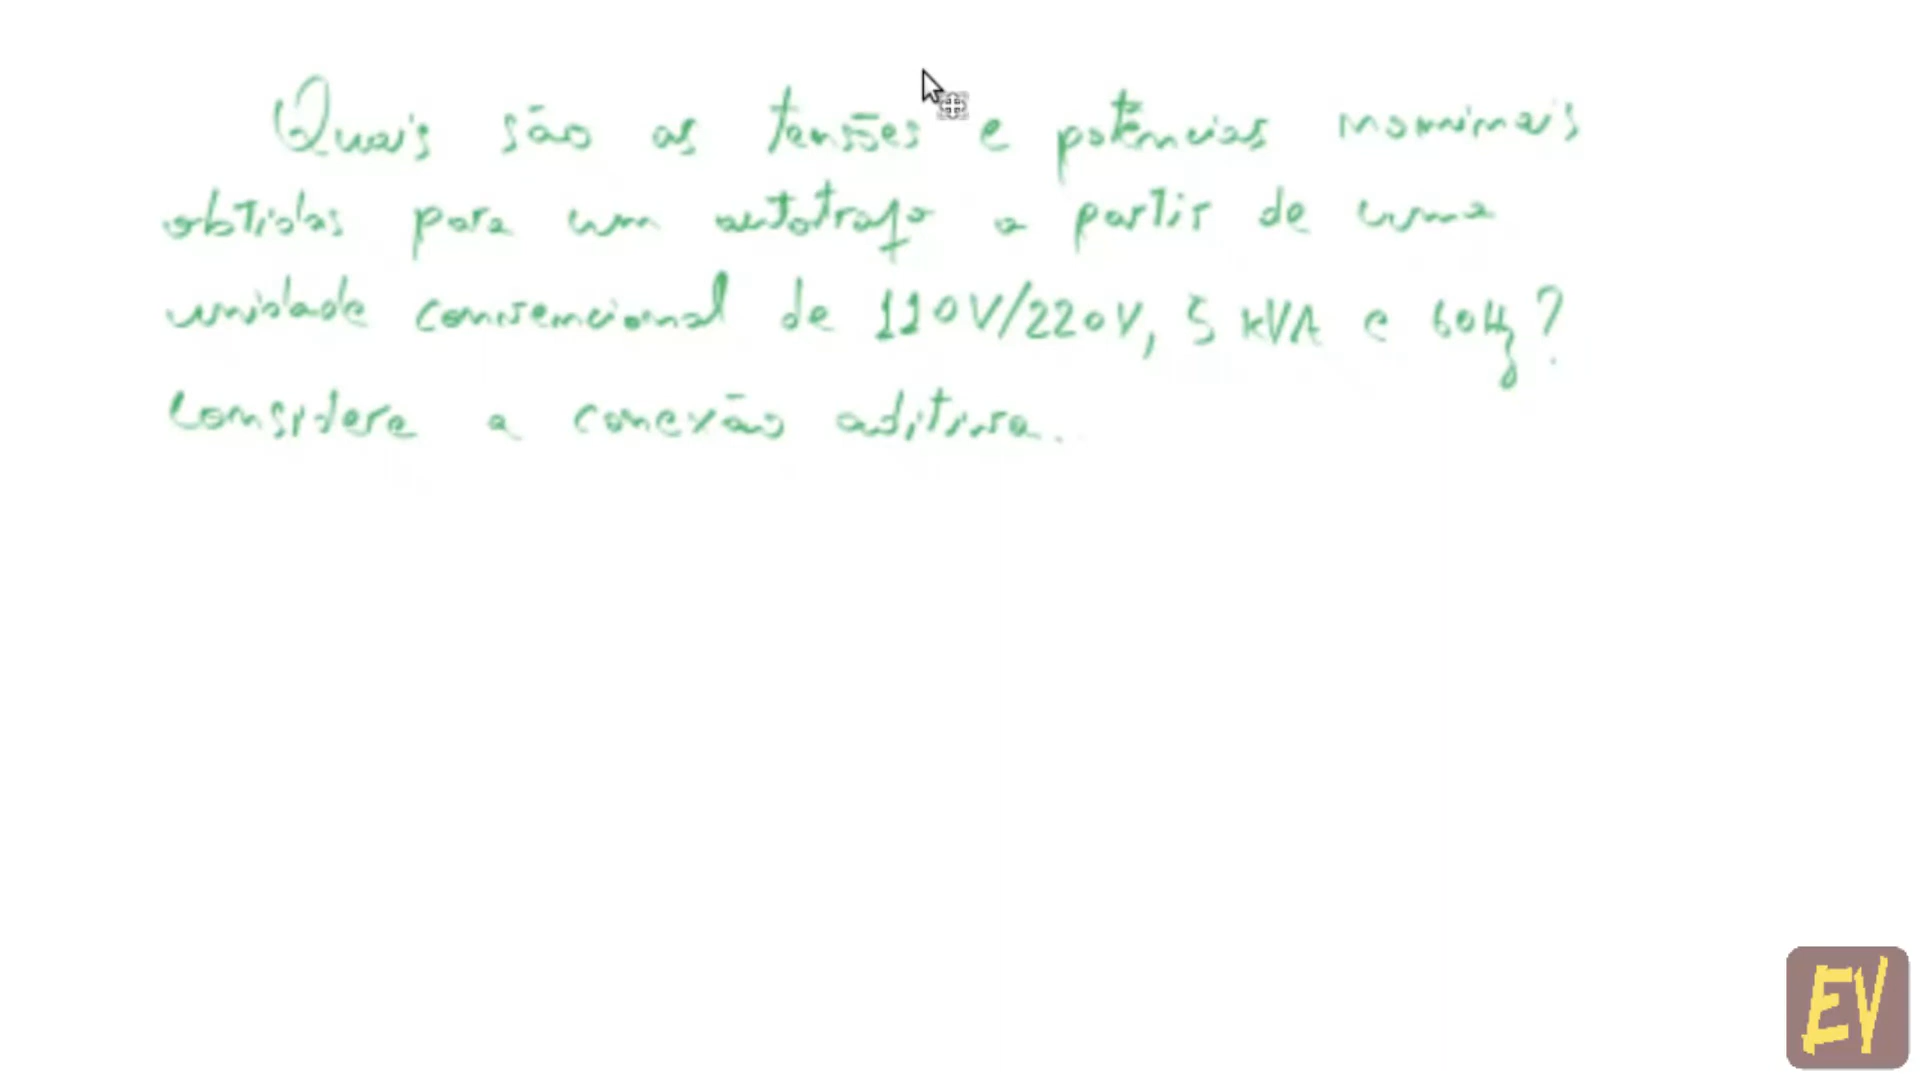 Quais são as tensões e potências nominais
obtidas para um autotrafo a partir de uma
unidade convencional de 110V/220V, 5 kVA e 60Hz?
Considere a conexão aditiva.
EV